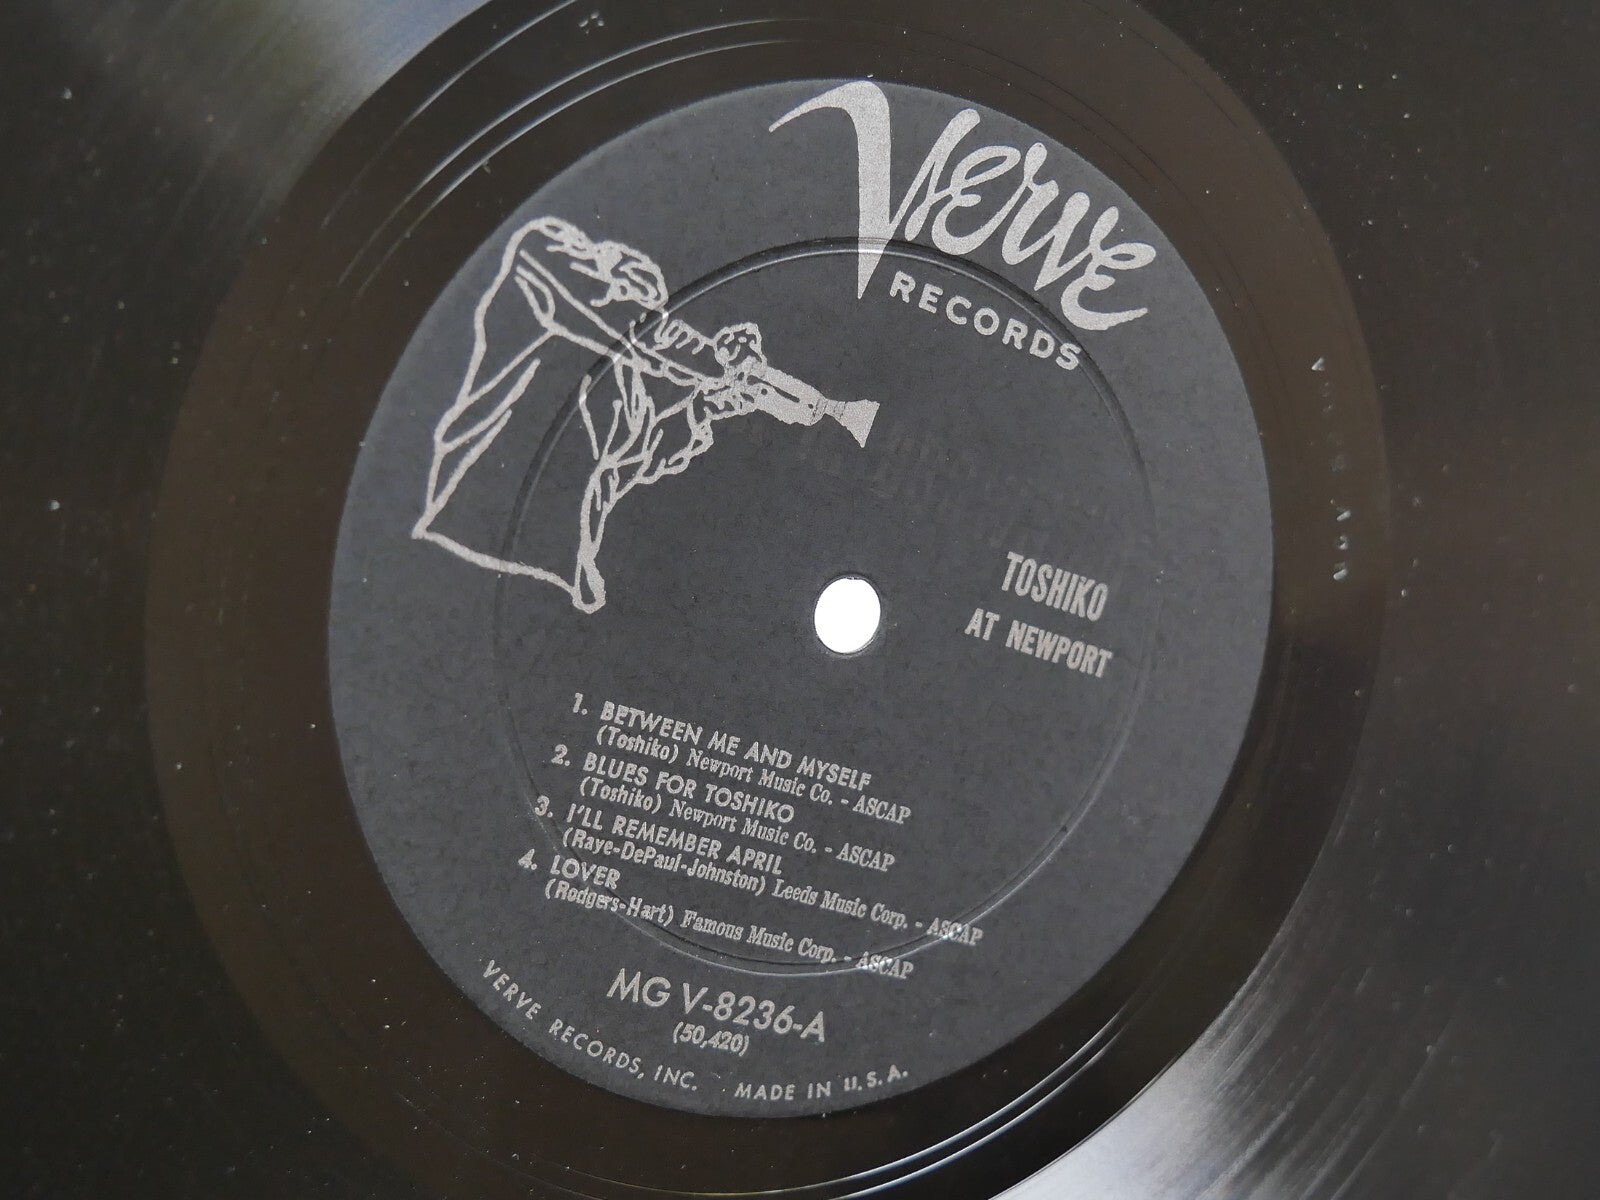 Verve
RECORDS
TOSHIKO
AT NEWPORT
1. BETWEEN ME AND MYSELF
(Toshiko) Newport Music Co. - ASCAP
2. BLUES FOR TOSHIKO
(Toshiko) Newport Music Co. - ASCAP
3. I'LL REMEMBER APRIL
(Raye-DePaul-Johnston) Leeds Music Corp. - ASCAP
4. LOVER
(Rodgers-Hart) Famous Music Corp. - ASCAP
MG V-8236-A
(50,420)
VERVE RECORDS, INC. MADE IN U.S.A.